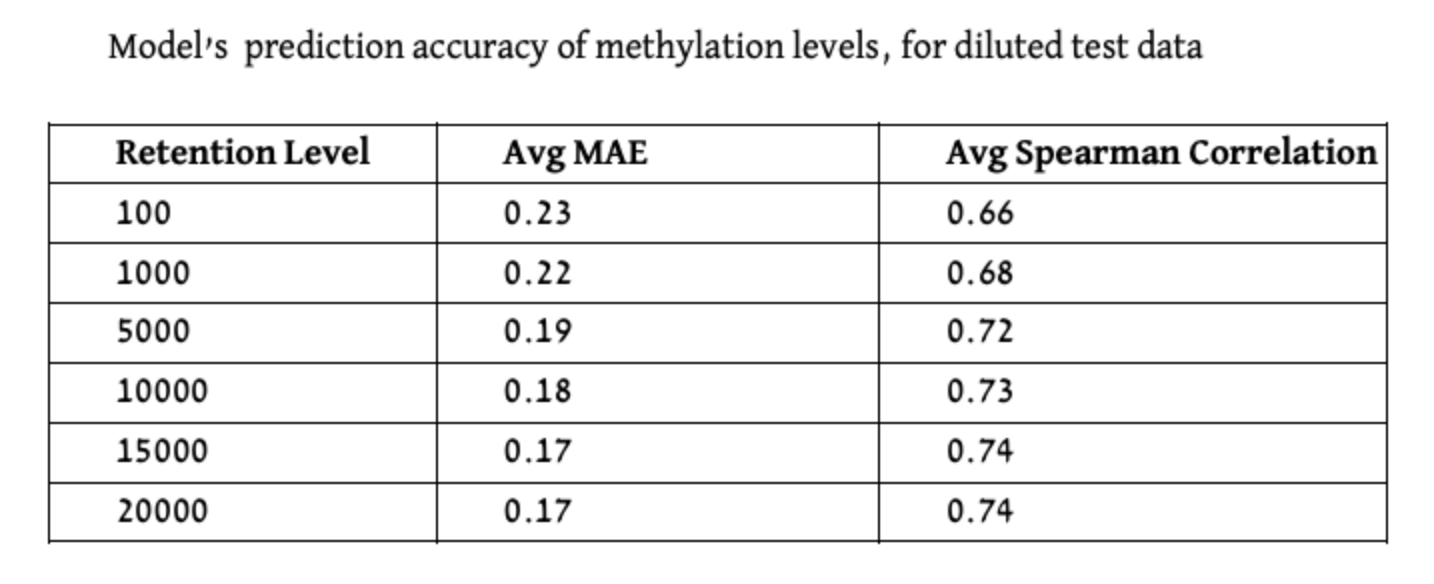 Model's prediction accuracy of methylation levels, for diluted test data
Retention Level Avg MAE Avg Spearman Correlation
100 0.23 0.66
1000 0.22 0.68
5000 0.19 0.72
10000 0.18 0.73
15000 0.17 0.74
20000 0.17 0.74